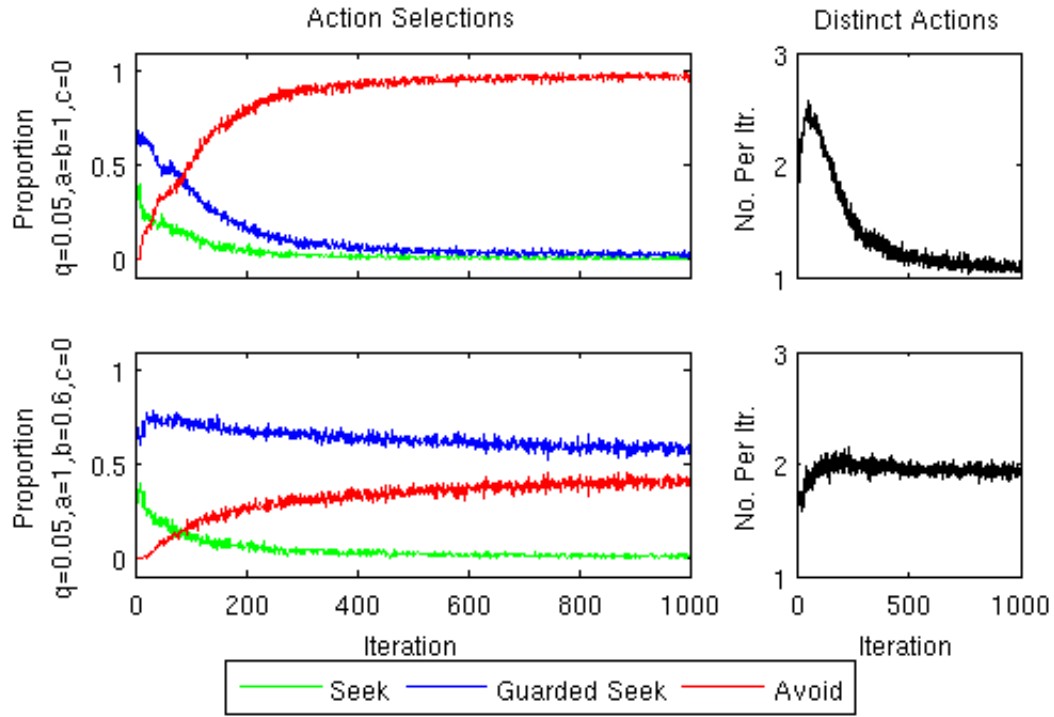 Action Selections
Distinct Actions
Proportion
q=0.05,a=b=1,c=0
1
0.5
0
No. Per Itr.
3
2
1
Proportion
q=0.05,a=1,b=0.6,c=0
1
0.5
0
0 200 400 600 800 1000
Iteration
No. Per Itr.
3
2
1
0 500 1000
Iteration
Seek Guarded Seek Avoid